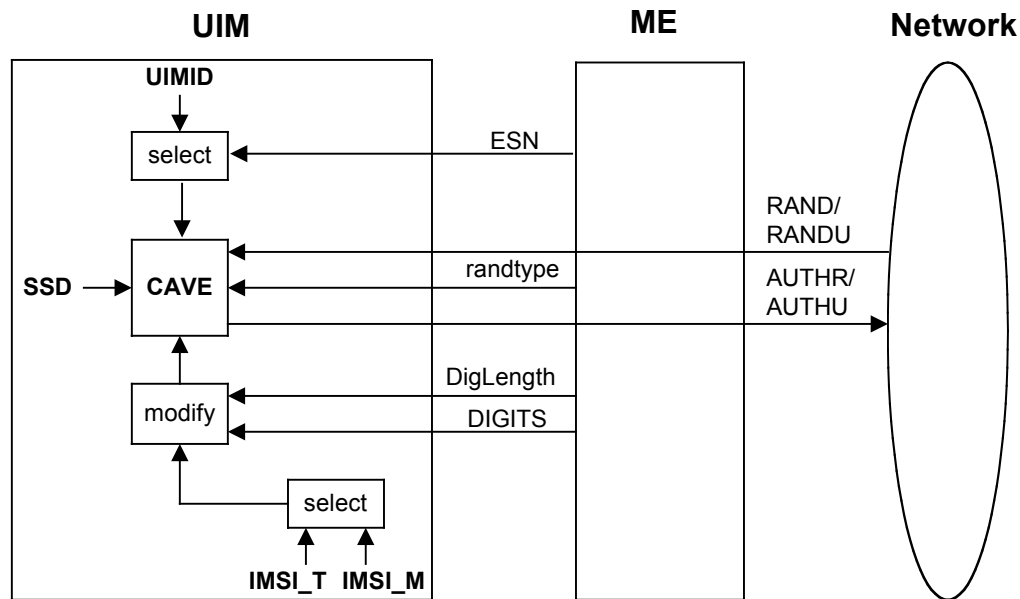 UIM
ME
Network
UIMID
select
ESN
RAND/
RANDU
randtype
SSD
CAVE
AUTHR/
AUTHU
DigLength
modify
DIGITS
select
IMSI_T IMSI_M